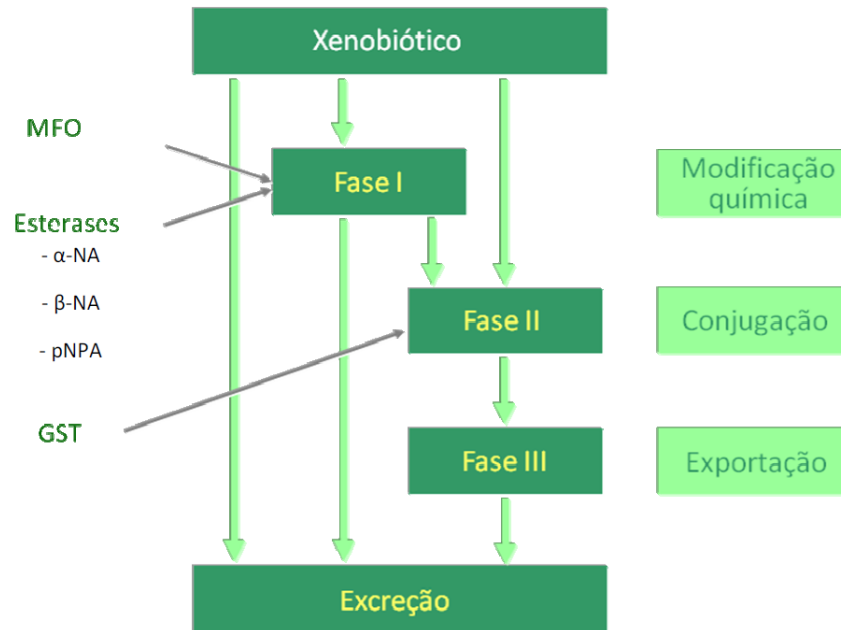 Xenobiótico
MFO
Fase I
Modificação
química
Esterases
- α-NA
- β-NA
- pNPA
Fase II
Conjugação
GST
Fase III
Exportação
Excreção